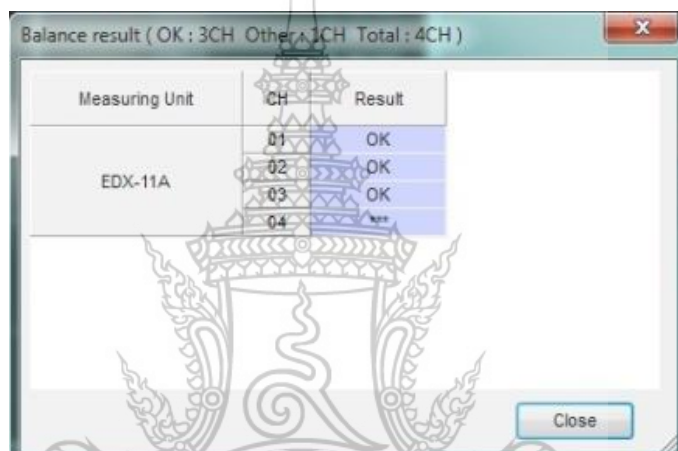 Balance result ( OK : 3CH Other : 1CH Total : 4CH )
Measuring Unit CH Result
EDX-11A
01 OK
02 OK
03 OK
04 ***
Close